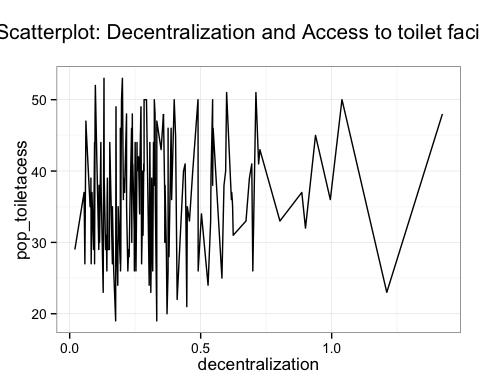 Scatterplot: Decentralization and Access to toilet faci
50
40
30
20
pop_toiletacess
0.0 0.5 1.0
decentralization